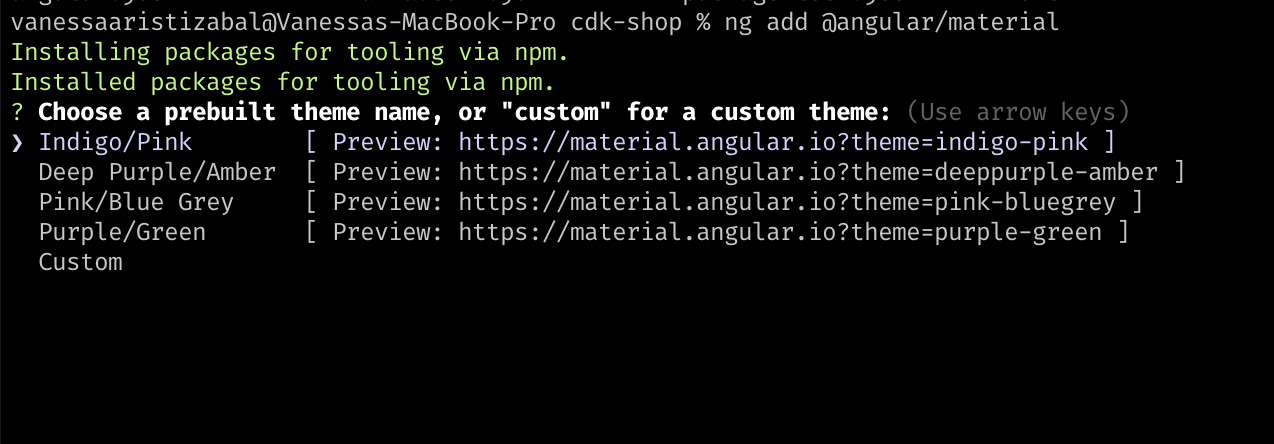 vanessaaristizabal@Vanessas-MacBook-Pro cdk-shop % ng add @angular/material
Installing packages for tooling via npm.
Installed packages for tooling via npm.
? Choose a prebuilt theme name, or "custom" for a custom theme: (Use arrow keys)
❯ Indigo/Pink [ Preview: https://material.angular.io?theme=indigo-pink ]
Deep Purple/Amber [ Preview: https://material.angular.io?theme=deeppurple-amber ]
Pink/Blue Grey [ Preview: https://material.angular.io?theme=pink-bluegrey ]
Purple/Green [ Preview: https://material.angular.io?theme=purple-green ]
Custom